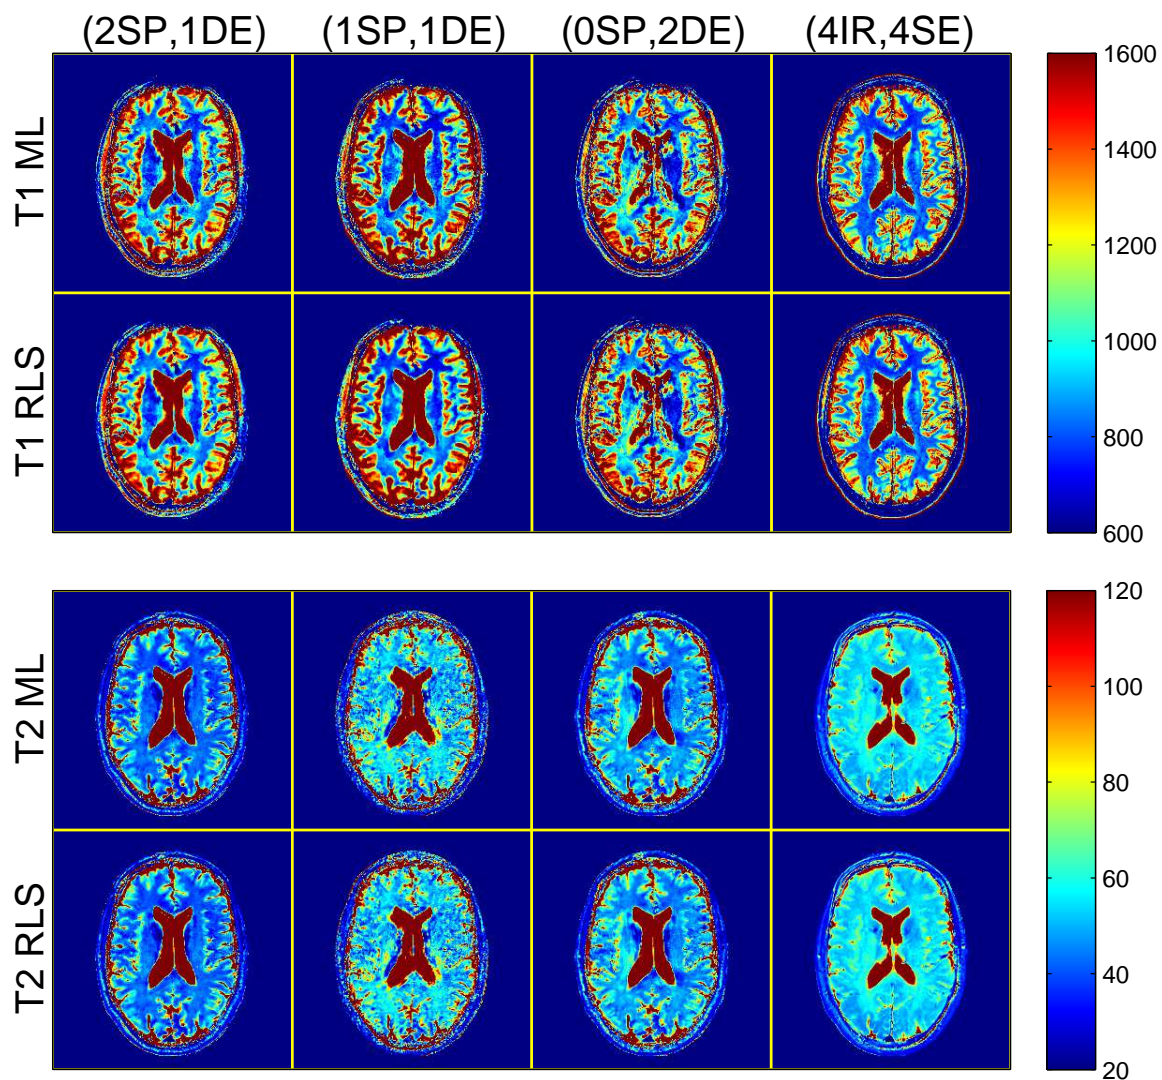 (2SP,1DE) (1SP,1DE) (0SP,2DE) (4IR,4SE)
T1 ML
T1 RLS
1600
1400
1200
1000
800
600
T2 ML
T2 RLS
120
100
80
60
40
20